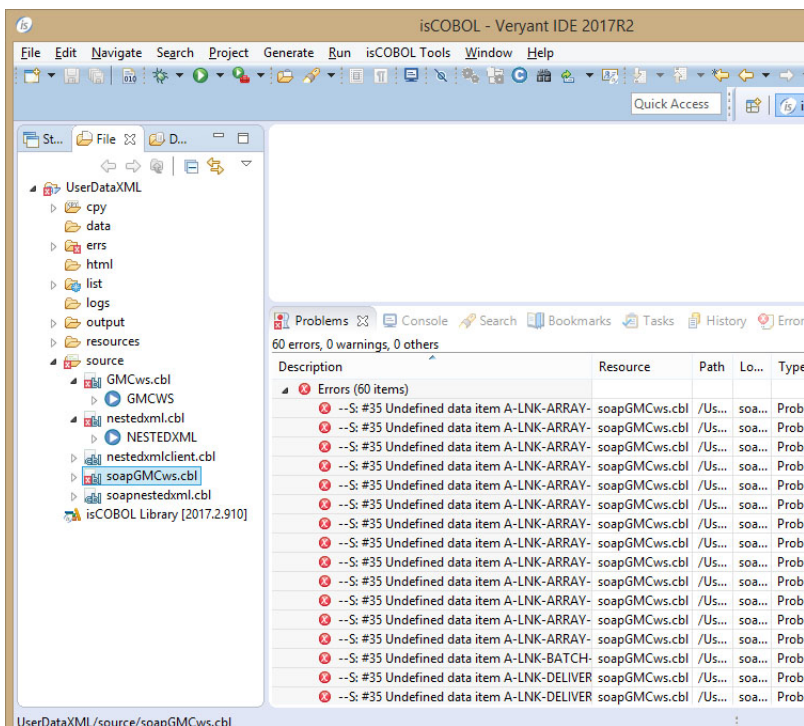 isCOBOL - Veryant IDE 2017R2
File Edit Navigate Search Project Generate Run isCOBOL Tools Window Help
Quick Access
St... File D...
UserDataXML
cpy
data
errs
html
list
logs
output
resources
source
GMCws.cbl
GMCWS
nestedxml.cbl
NESTEDXML
nestedxmlclient.cbl
soapGMCws.cbl
soapnestedxml.cbl
isCOBOL Library [2017.2.910]
Problems Console Search Bookmarks Tasks History Error
60 errors, 0 warnings, 0 others
Description Resource Path Lo... Type
Errors (60 items)
--S: #35 Undefined data item A-LNK-ARRAY- soapGMCws.cbl /Us... soa... Prob
--S: #35 Undefined data item A-LNK-ARRAY- soapGMCws.cbl /Us... soa... Prob
--S: #35 Undefined data item A-LNK-ARRAY- soapGMCws.cbl /Us... soa... Prob
--S: #35 Undefined data item A-LNK-ARRAY- soapGMCws.cbl /Us... soa... Prob
--S: #35 Undefined data item A-LNK-ARRAY- soapGMCws.cbl /Us... soa... Prob
--S: #35 Undefined data item A-LNK-ARRAY- soapGMCws.cbl /Us... soa... Prob
--S: #35 Undefined data item A-LNK-ARRAY- soapGMCws.cbl /Us... soa... Prob
--S: #35 Undefined data item A-LNK-ARRAY- soapGMCws.cbl /Us... soa... Prob
--S: #35 Undefined data item A-LNK-ARRAY- soapGMCws.cbl /Us... soa... Prob
--S: #35 Undefined data item A-LNK-ARRAY- soapGMCws.cbl /Us... soa... Prob
--S: #35 Undefined data item A-LNK-ARRAY- soapGMCws.cbl /Us... soa... Prob
--S: #35 Undefined data item A-LNK-ARRAY- soapGMCws.cbl /Us... soa... Prob
--S: #35 Undefined data item A-LNK-ARRAY- soapGMCws.cbl /Us... soa... Prob
--S: #35 Undefined data item A-LNK-BATCH- soapGMCws.cbl /Us... soa... Prob
--S: #35 Undefined data item A-LNK-DELIVER soapGMCws.cbl /Us... soa... Prob
--S: #35 Undefined data item A-LNK-DELIVER soapGMCws.cbl /Us... soa... Prob
UserDataXML/source/soapGMCws.cbl